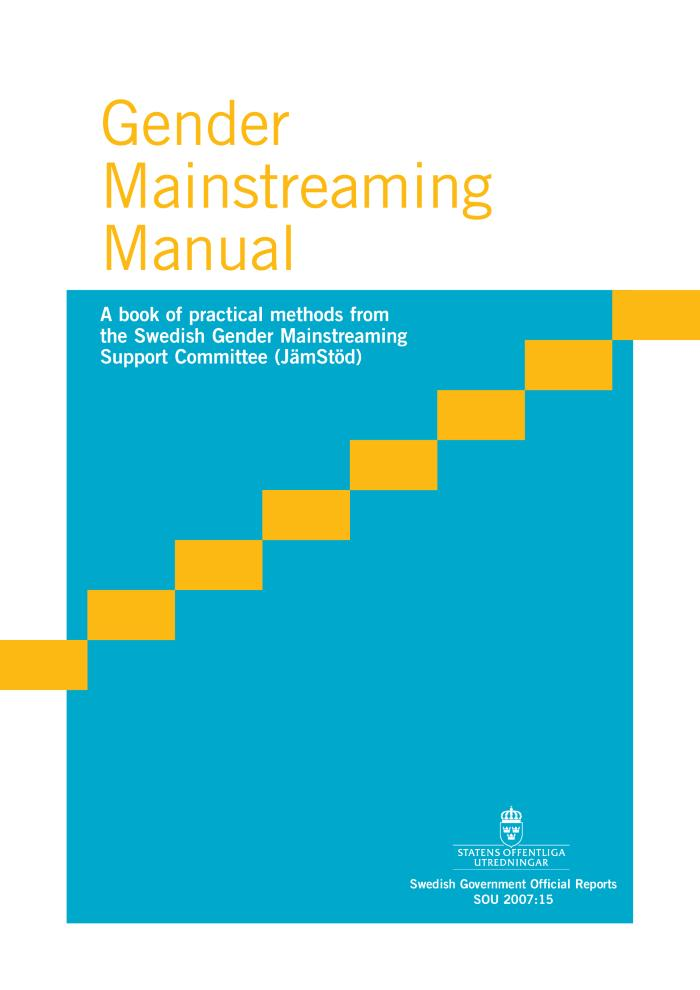 Gender
Mainstreaming
Manual
A book of practical methods from
the Swedish Gender Mainstreaming
Support Committee (JämStöd)
STATENS OFFENTLIGA
UTREDNINGAR
Swedish Government Official Reports
SOU 2007:15